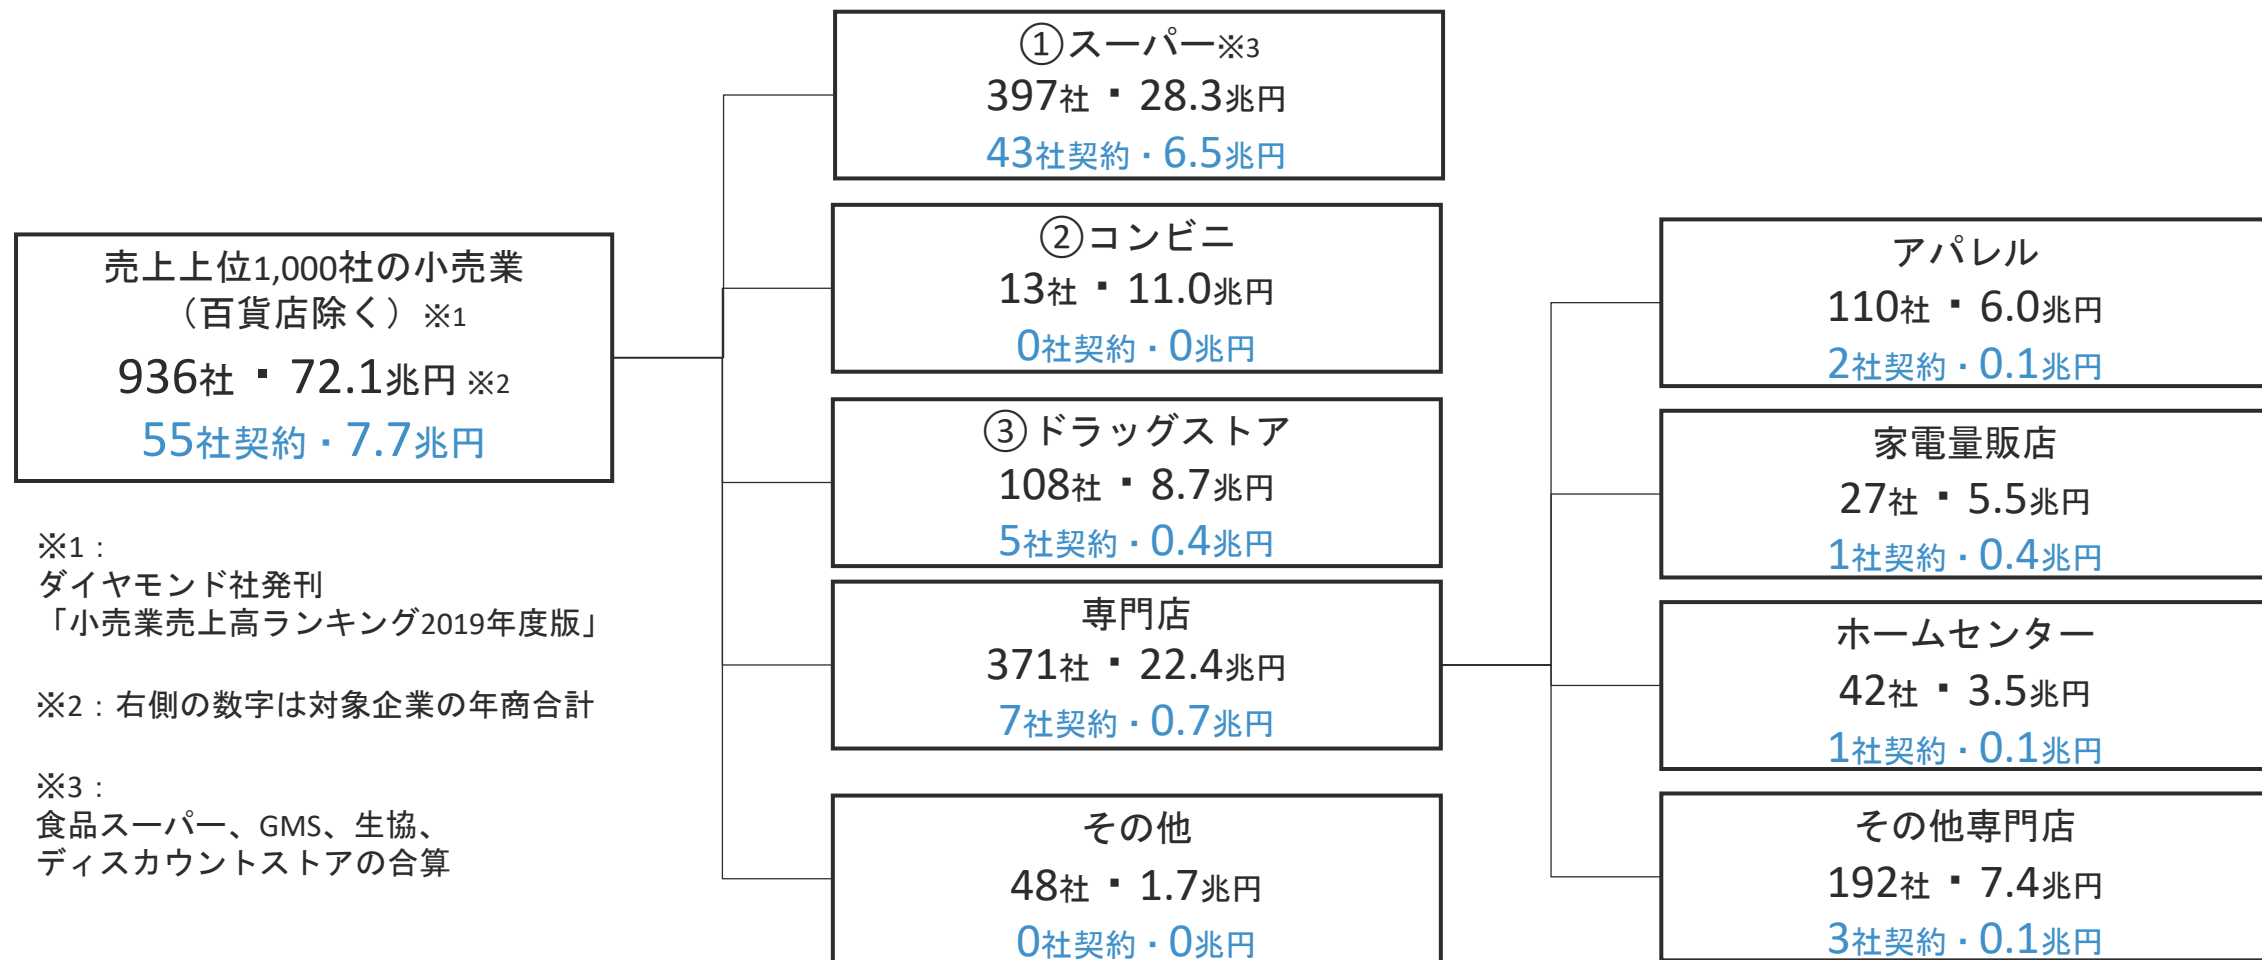 売上上位1,000社の小売業
（百貨店除く）※1
936社・72.1兆円 ※2
55社契約・7.7兆円
※1：
ダイヤモンド社発刊
「小売業売上高ランキング2019年度版」
※2：右側の数字は対象企業の年商合計
※3：
食品スーパー、GMS、生協、
ディスカウントストアの合算
①スーパー※3
397社・28.3兆円
43社契約・6.5兆円
②コンビニ
13社・11.0兆円
0社契約・0兆円
③ドラッグストア
108社・8.7兆円
5社契約・0.4兆円
専門店
371社・22.4兆円
7社契約・0.7兆円
その他
48社・1.7兆円
0社契約・0兆円
アパレル
110社・6.0兆円
2社契約・0.1兆円
家電量販店
27社・5.5兆円
1社契約・0.4兆円
ホームセンター
42社・3.5兆円
1社契約・0.1兆円
その他専門店
192社・7.4兆円
3社契約・0.1兆円